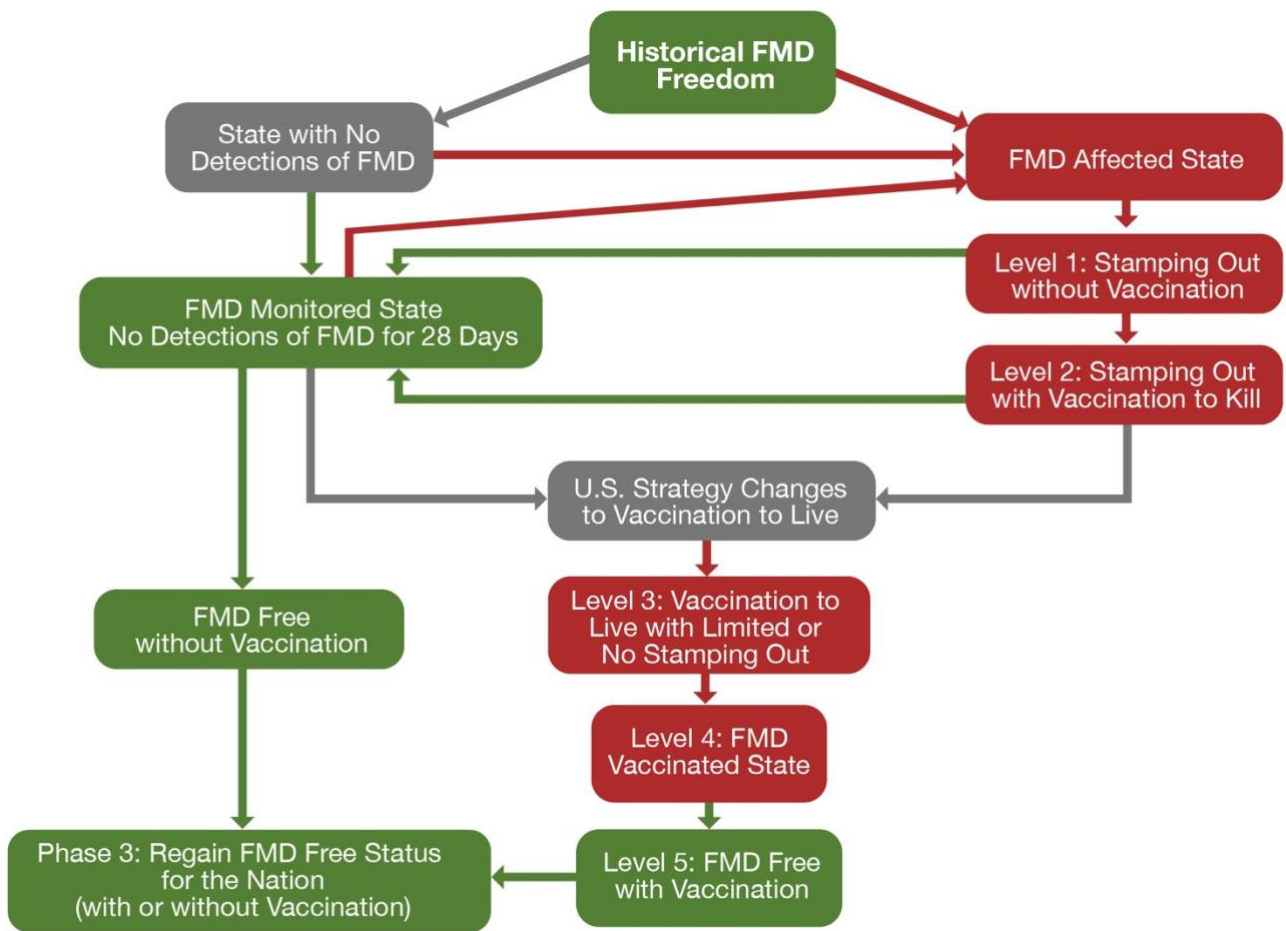 Historical FMD
Freedom
State with No
Detections of FMD
FMD Affected State
Level 1: Stamping Out
without Vaccination
FMD Monitored State
No Detections of FMD for 28 Days
Level 2: Stamping Out
with Vaccination to Kill
U.S. Strategy Changes
to Vaccination to Live
Level 3: Vaccination to
Live with Limited or
No Stamping Out
FMD Free
without Vaccination
Level 4: FMD
Vaccinated State
Phase 3: Regain FMD Free Status
for the Nation
(with or without Vaccination)
Level 5: FMD Free
with Vaccination